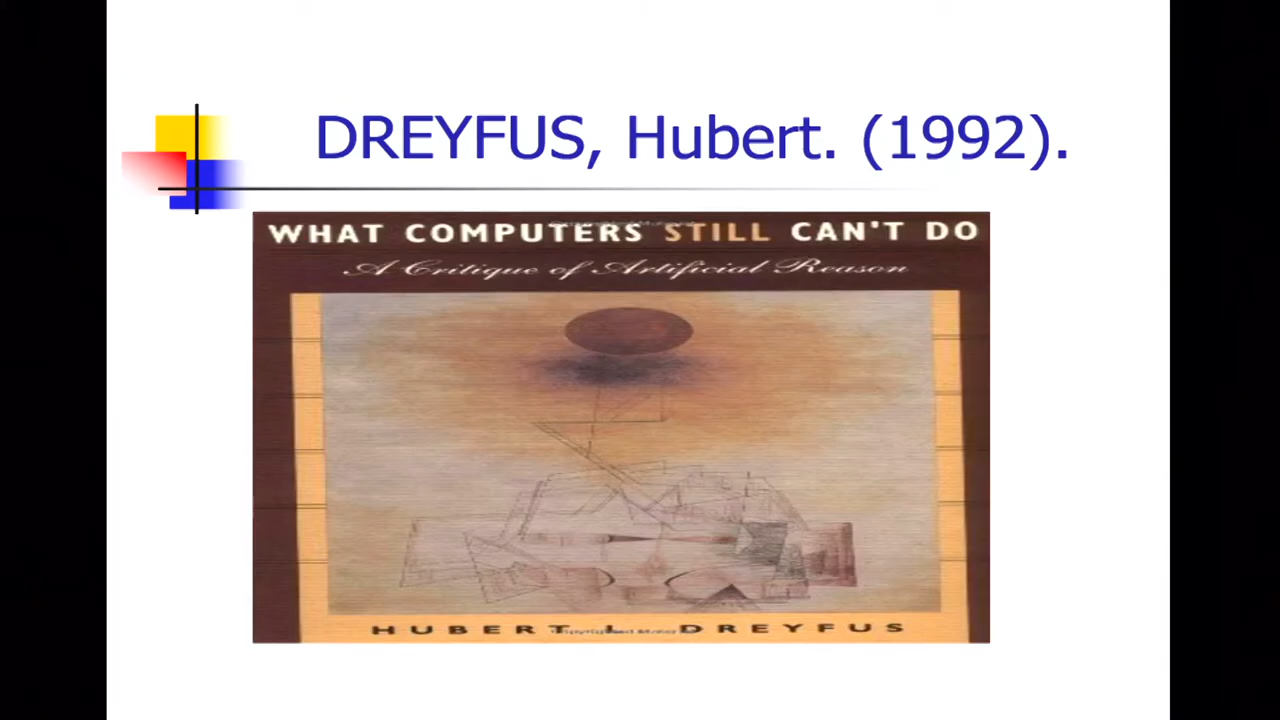 DREYFUS, Hubert. (1992).
WHAT COMPUTERS STILL CAN'T DO
A Critique of Artificial Reason
HUBERT L. DREYFUS